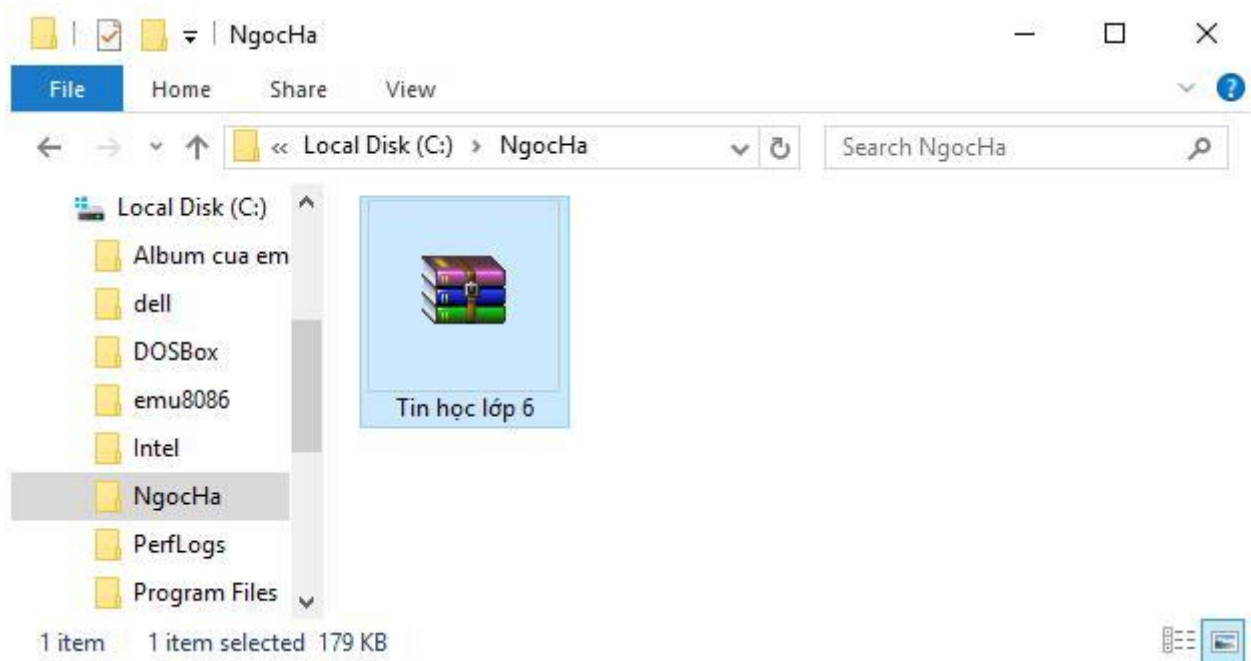 NgocHa
File Home Share View
« Local Disk (C:) > NgocHa
Search NgocHa
Local Disk (C:)
Album cua em
dell
DOSBox
emu8086
Intel
NgocHa
PerfLogs
Program Files
Tin học lớp 6
1 item 1 item selected 179 KB